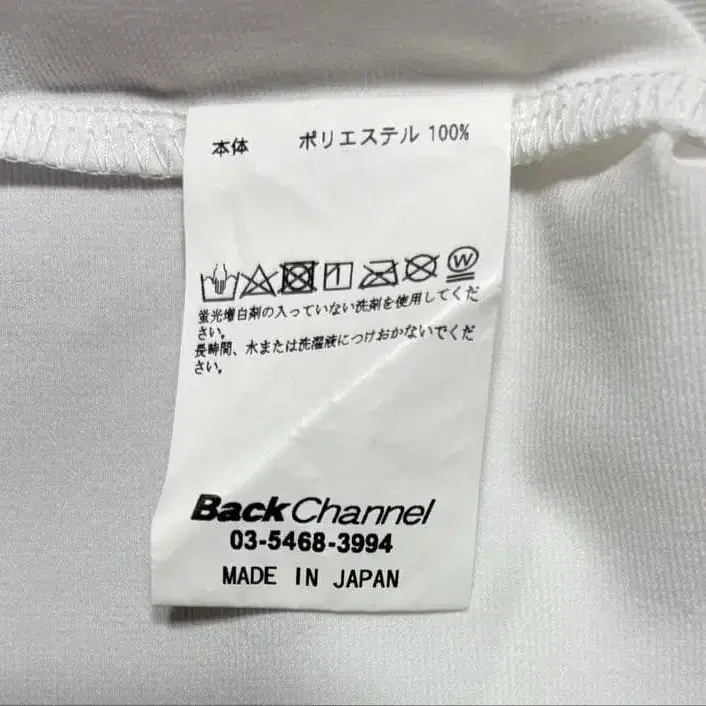 本体 ポリエステル 100%
W
蛍光増白剤の入っていない洗剤を使用してくだ
さい。
長時間、水または洗濯液につけおかないでくだ
さい。
Back Channel
03-5468-3994
MADE IN JAPAN